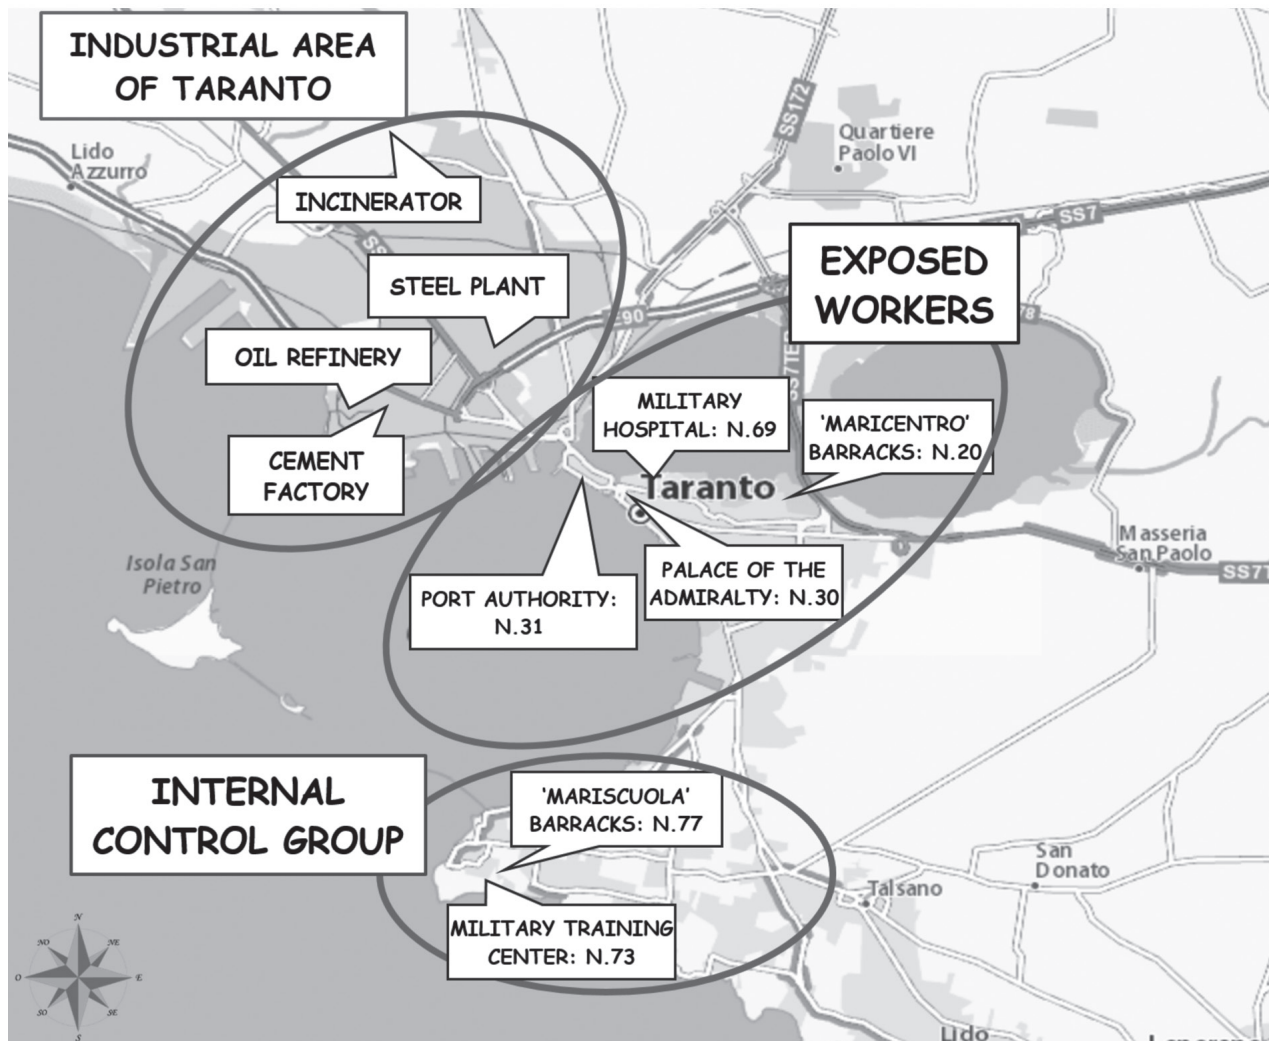 INDUSTRIAL AREA
OF TARANTO
SS172
Quartiere
Paolo VI
Lido
Azzurro
INCINERATOR
SS7
EXPOSED
WORKERS
STEEL PLANT
E90
OIL REFINERY
MILITARY
HOSPITAL: N.69
'MARICENTRO'
BARRACKS: N.20
CEMENT
FACTORY
Taranto
Masseria
San Paolo
Isola San
Pietro
PALACE OF THE
ADMIRALTY: N.30
PORT AUTHORITY:
N.31
INTERNAL
CONTROL GROUP
'MARISCUOLA'
BARRACKS: N.77
San
Donato
Talsano
MILITARY TRAINING
CENTER: N.73
N
NO
NE
O
E
SO
SE
S
Lido